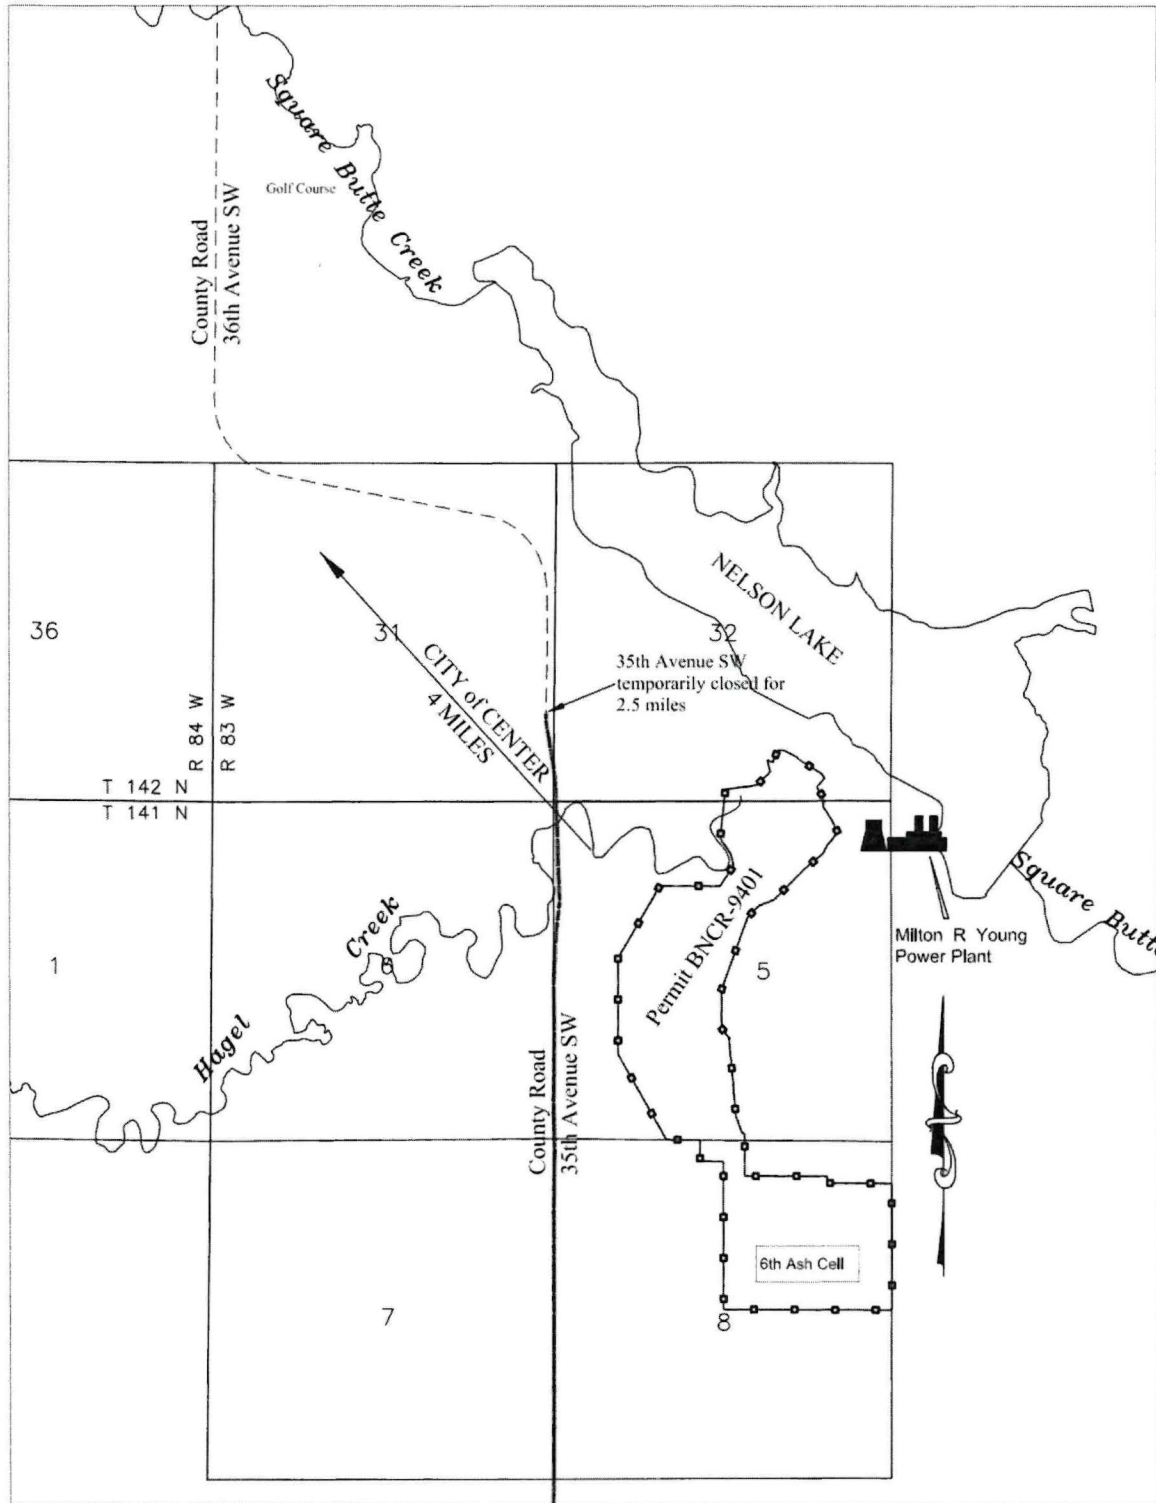 Square Butte Creek
Golf Course
County Road
36th Avenue SW
NELSON LAKE
36
31
32
CITY of CENTER
4 MILES
35th Avenue SW
temporarily closed for
2.5 miles
R 84 W
R 83 W
T 142 N
T 141 N
Square Butte
Milton R Young
Power Plant
Permit BNCR-9401
Hagel Creek
1
6
5
County Road
35th Avenue SW
6th Ash Cell
7
8